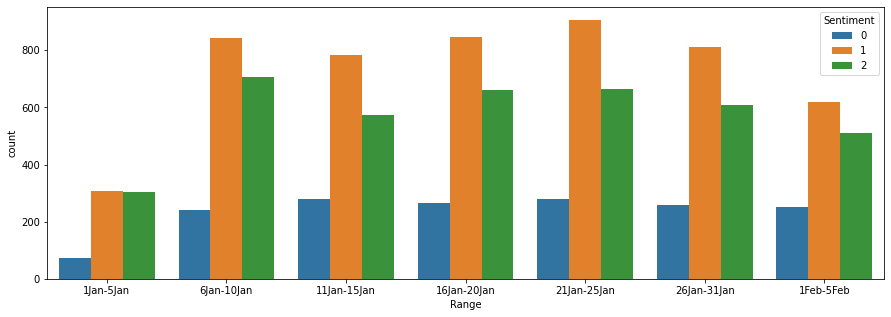 Sentiment
0
1
2
count
800
600
400
200
0
1Jan-5Jan 6Jan-10Jan 11Jan-15Jan 16Jan-20Jan 21Jan-25Jan 26Jan-31Jan 1Feb-5Feb
Range